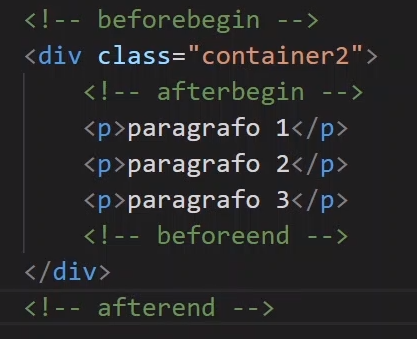 <!-- beforebegin -->
<div class="container2">
<!-- afterbegin -->
<p>paragrafo 1</p>
<p>paragrafo 2</p>
<p>paragrafo 3</p>
<!-- beforeend -->
</div>
<!-- afterend -->